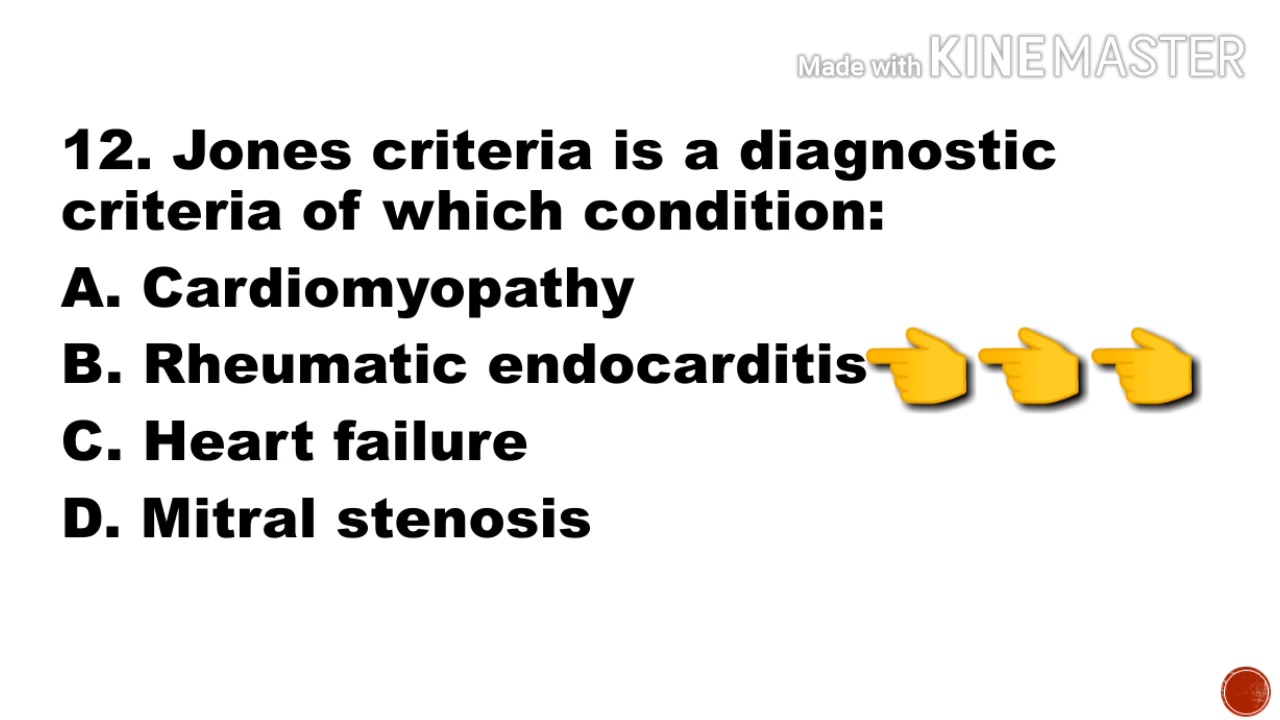 Made with KINEMASTER
12. Jones criteria is a diagnostic
criteria of which condition:
A. Cardiomyopathy
B. Rheumatic endocarditis
C. Heart failure
D. Mitral stenosis